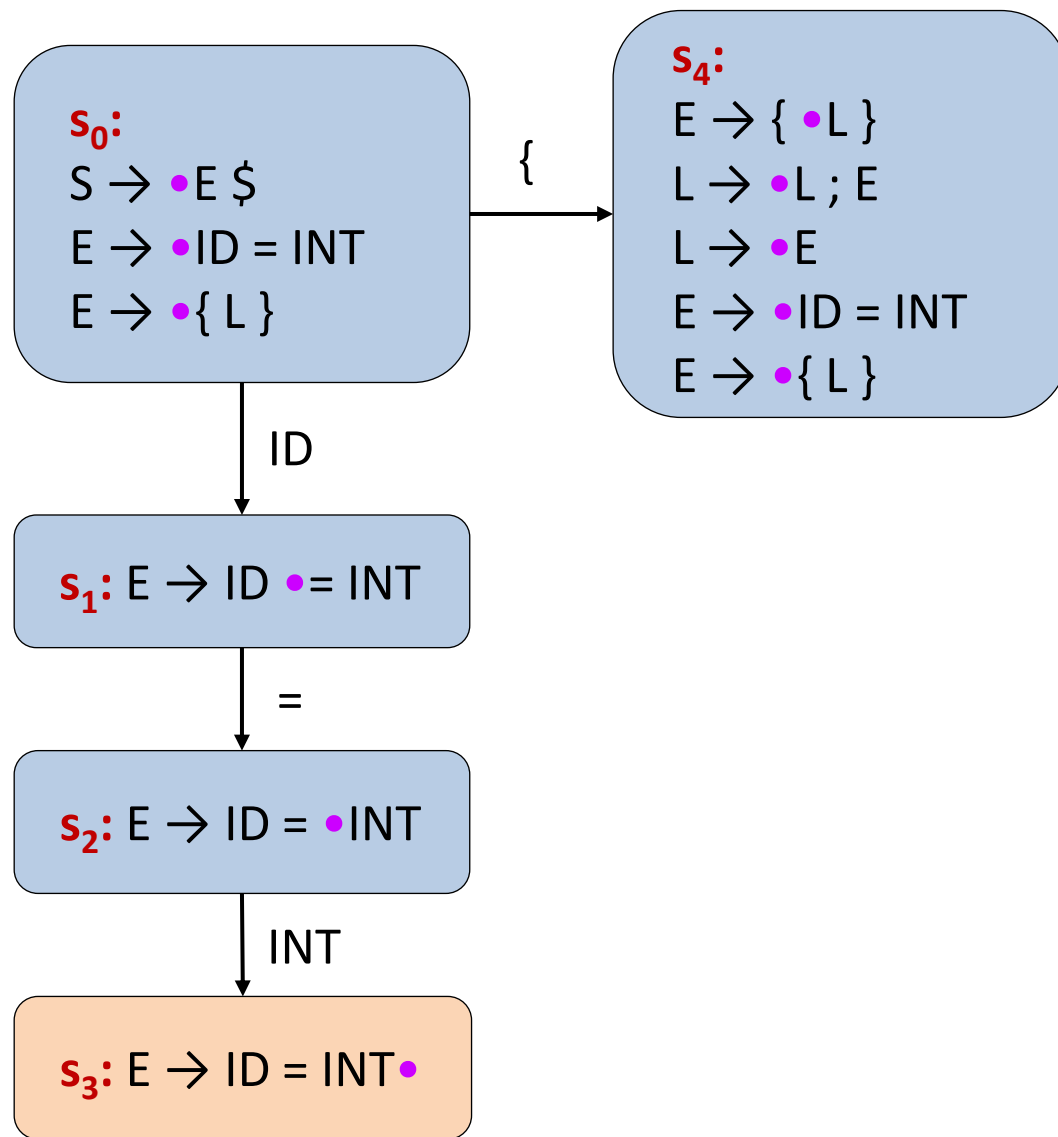 s₀:
S → •E $
E → •ID = INT
E → •{ L }
{
s₄:
E → { •L }
L → •L ; E
L → •E
E → •ID = INT
E → •{ L }
ID
s₁: E → ID •= INT
=
s₂: E → ID = •INT
INT
s₃: E → ID = INT•